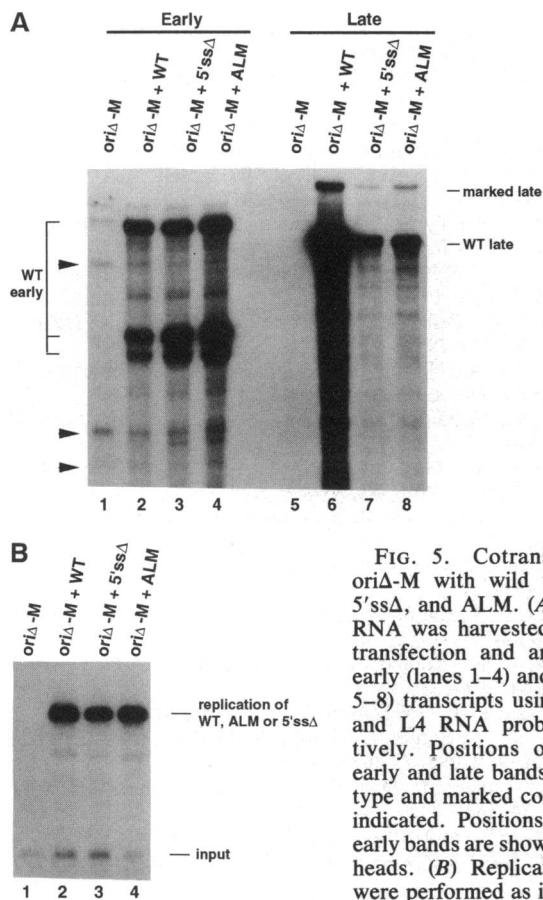 A
Early
Late
oriΔ -M
oriΔ -M + WT
oriΔ -M + 5'ssΔ
oriΔ -M + ALM
oriΔ -M
oriΔ -M + WT
oriΔ -M + 5'ssΔ
oriΔ -M + ALM
marked late
WT late
WT
early
1 2 3 4 5 6 7 8
B
oriΔ -M
oriΔ -M + WT
oriΔ -M + 5'ssΔ
oriΔ -M + ALM
replication of
WT, ALM or 5'ssΔ
input
1 2 3 4
FIG. 5. Cotrans
oriΔ-M with wild
5'ssΔ, and ALM. (A
RNA was harvested
transfection and an
early (lanes 1–4) and
5–8) transcripts usin
and L4 RNA prob
tively. Positions o
early and late bands
type and marked co
indicated. Positions
early bands are show
heads. (B) Replica
were performed as i